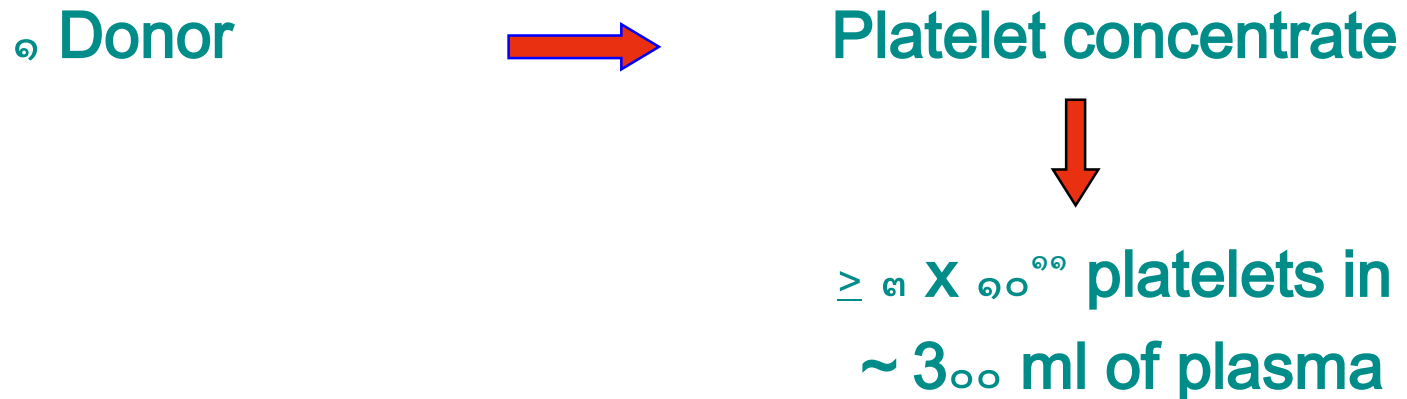 ๑ Donor
Platelet concentrate
≥ ๓ x ๑๐^๑๑ platelets in
~ 3๐๐ ml of plasma